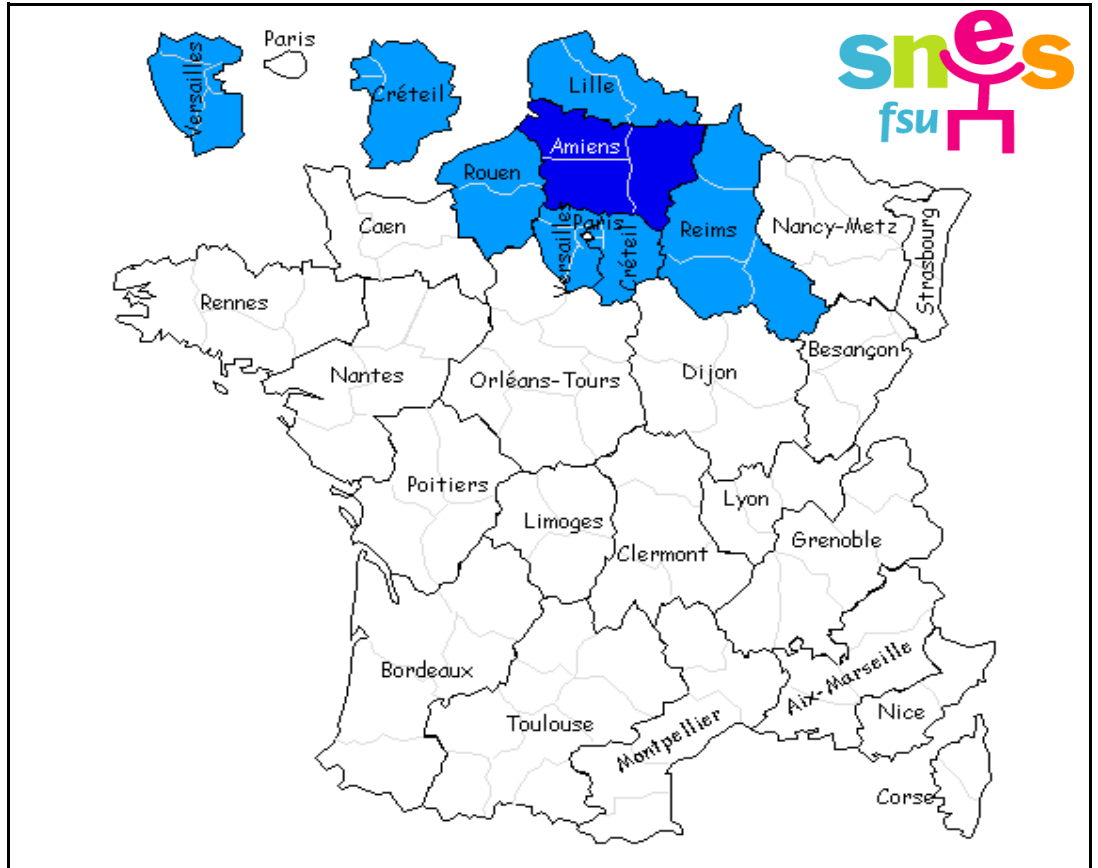 Paris
snes
Versailles
Créteil
Lille
fsu
Amiens
Rouen
Caen
Versailles
Paris
Créteil
Reims
Nancy-Metz
Strasbourg
Rennes
Besançon
Nantes
Orléans-Tours
Dijon
Poitiers
Lyon
Limoges
Grenoble
Clermont
Bordeaux
Aix-Marseille
Toulouse
Montpellier
Nice
Corse